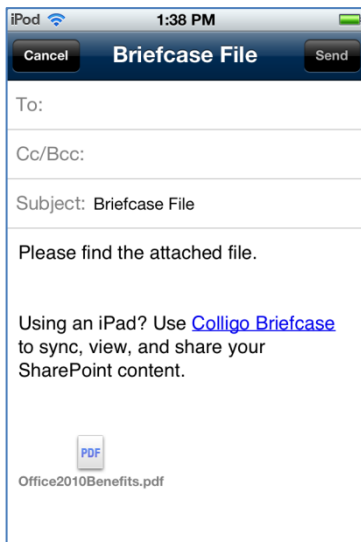 iPod 1:38 PM
Cancel Briefcase File Send
To:
Cc/Bcc:
Subject: Briefcase File
Please find the attached file.
Using an iPad? Use Colligo Briefcase
to sync, view, and share your
SharePoint content.
PDF
Office2010Benefits.pdf